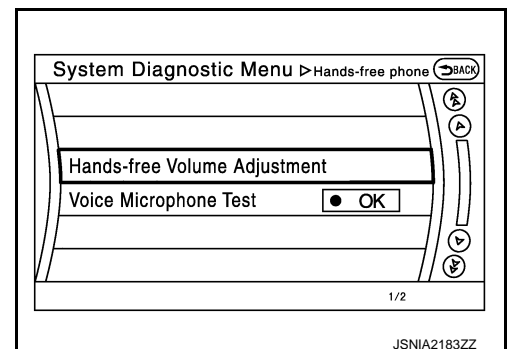 System Diagnostic Menu ▷Hands-free phone BACK
Hands-free Volume Adjustment
Voice Microphone Test ● OK
1/2
JSNIA2183ZZ